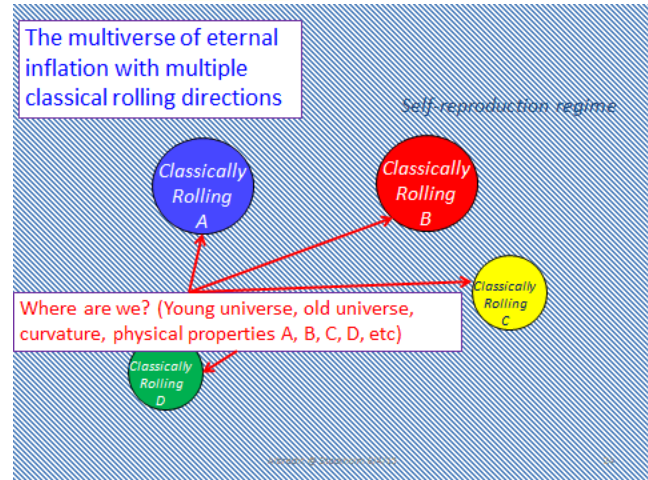 The multiverse of eternal
inflation with multiple
classical rolling directions
Self-reproduction regime
Classically
Rolling
A
Classically
Rolling
B
Classically
Rolling
C
Where are we? (Young universe, old universe,
curvature, physical properties A, B, C, D, etc)
Classically
Rolling
D